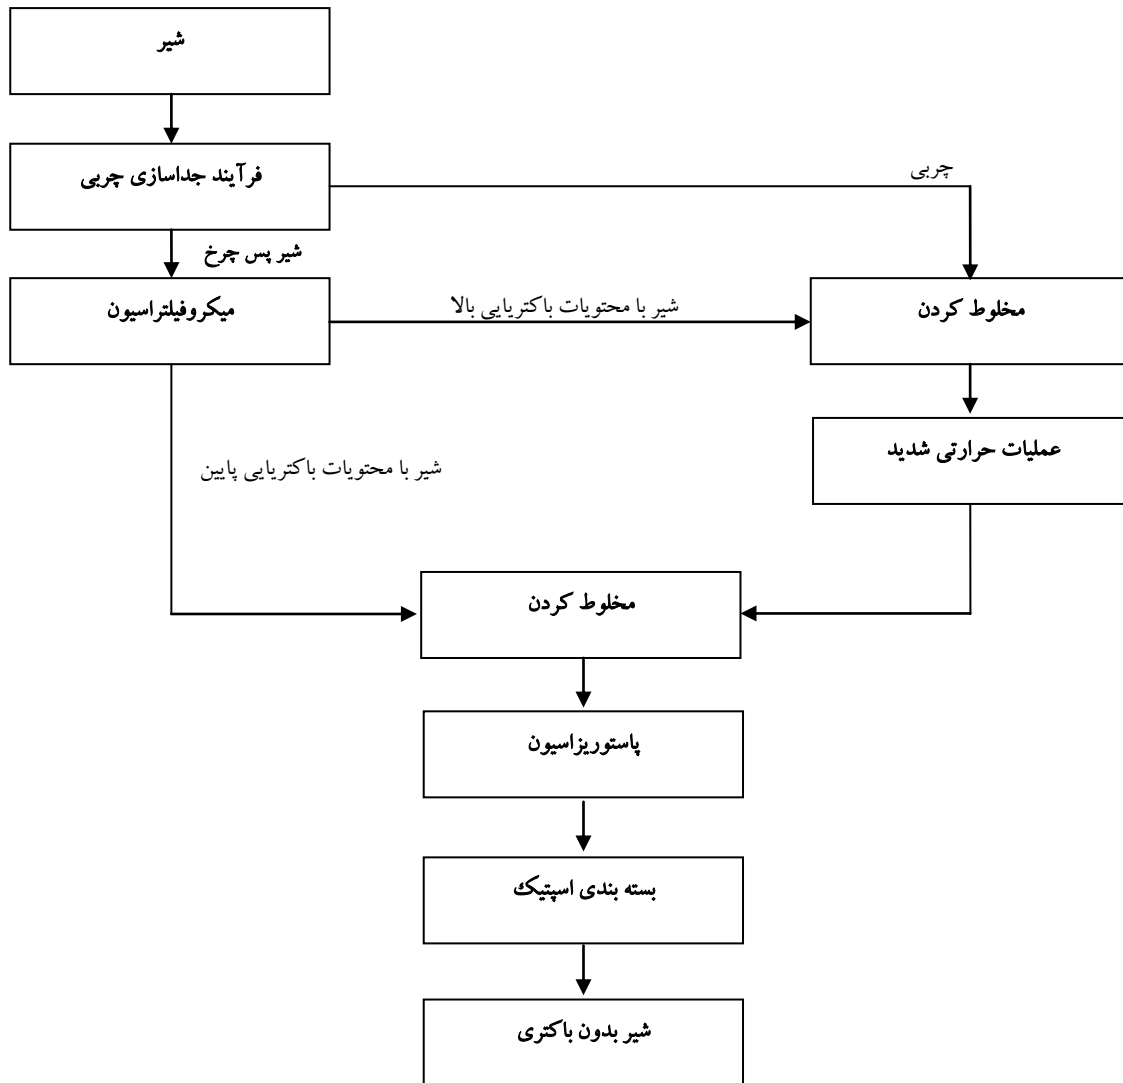 شیر
فرآیند جداسازی چربی
چربی
شیر پس چرخ
میکروفیلتراسیون
شیر با محتویات باکتریایی بالا
مخلوط کردن
عملیات حرارتی شدید
شیر با محتویات باکتریایی پایین
مخلوط کردن
پاستوریزاسیون
بسته بندی اسپتیک
شیر بدون باکتری